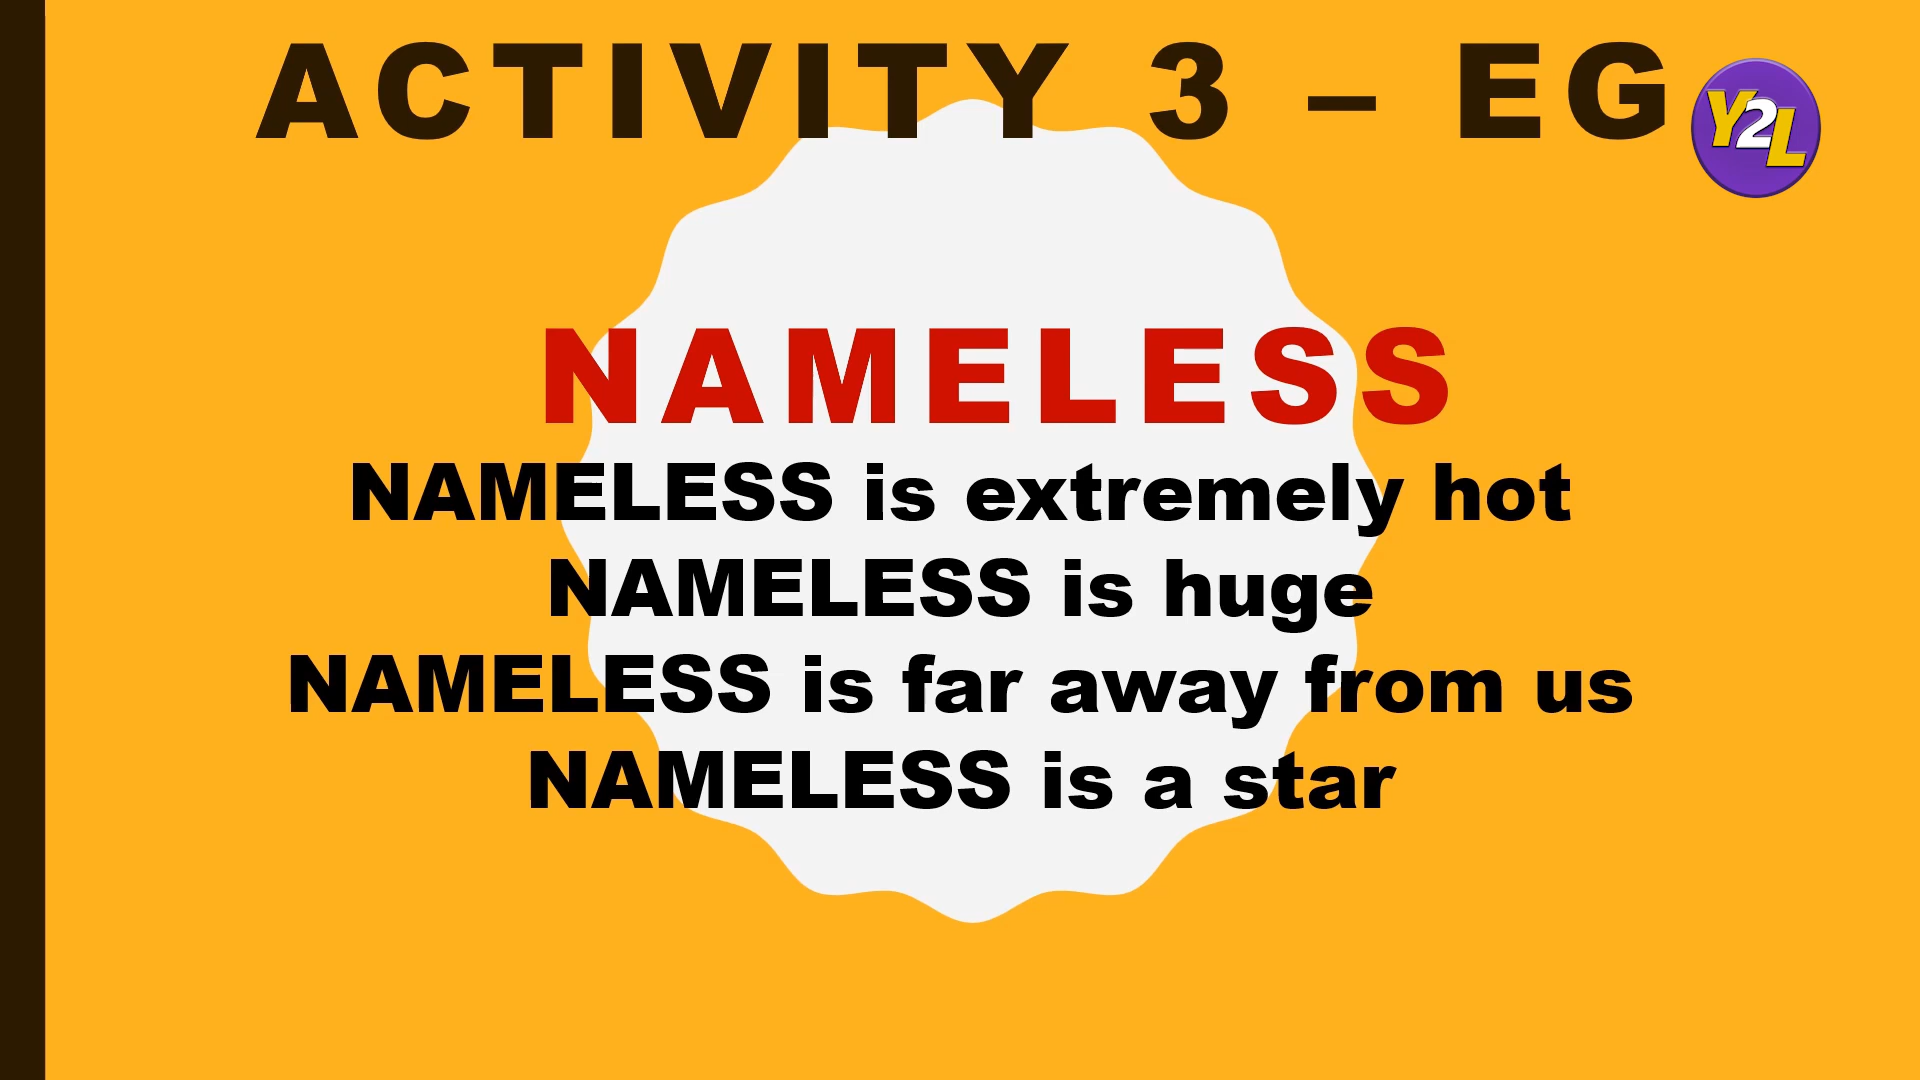 ACTIVITY 3 – EG
Y2L
NAMELESS
NAMELESS is extremely hot
NAMELESS is huge
NAMELESS is far away from us
NAMELESS is a star